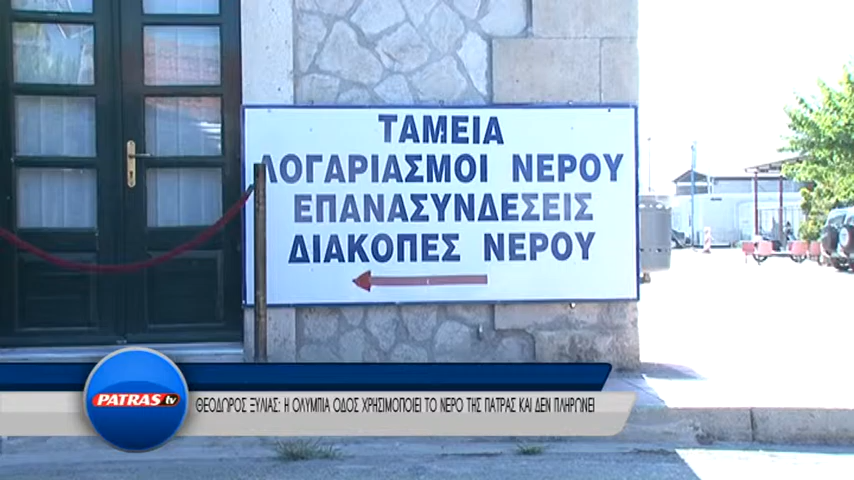 ΤΑΜΕΙΑ
ΛΟΓΑΡΙΑΣΜΟΙ ΝΕΡΟΥ
ΕΠΑΝΑΣΥΝΔΕΣΕΙΣ
ΔΙΑΚΟΠΕΣ ΝΕΡΟΥ
PATRAS tv
ΘΕΟΔΩΡΟΣ ΞΥΛΙΑΣ: Η ΟΛΥΜΠΙΑ ΟΔΟΣ ΧΡΗΣΙΜΟΠΟΙΕΙ ΤΟ ΝΕΡΟ ΤΗΣ ΠΑΤΡΑΣ ΚΑΙ ΔΕΝ ΠΛΗΡΩΝΕΙ